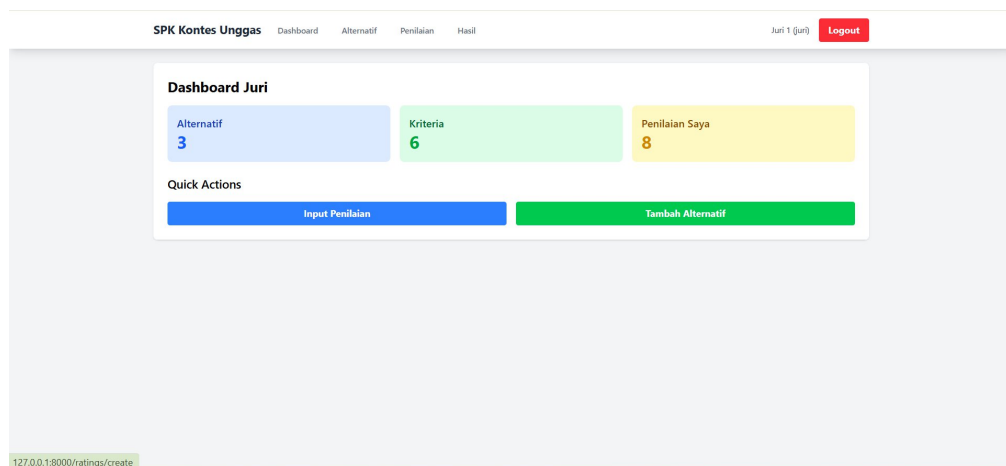 SPK Kontes Unggas Dashboard Alternatif Penilaian Hasil Juri 1 (juri) Logout
Dashboard Juri
Alternatif Kriteria Penilaian Saya
3 6 8
Quick Actions
Input Penilaian Tambah Alternatif
127.0.0.1:8000/ratings/create